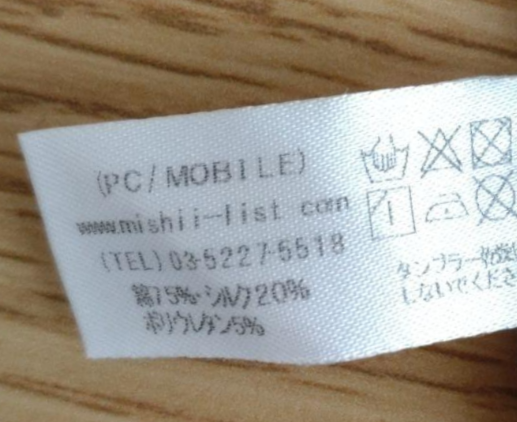 (PC/MOBILE)
www.mishii-list.com
(TEL)03-5227-5518
綿75%・シルク20%
ポリウレタン5%
タンブラー乾燥
しないでくださ